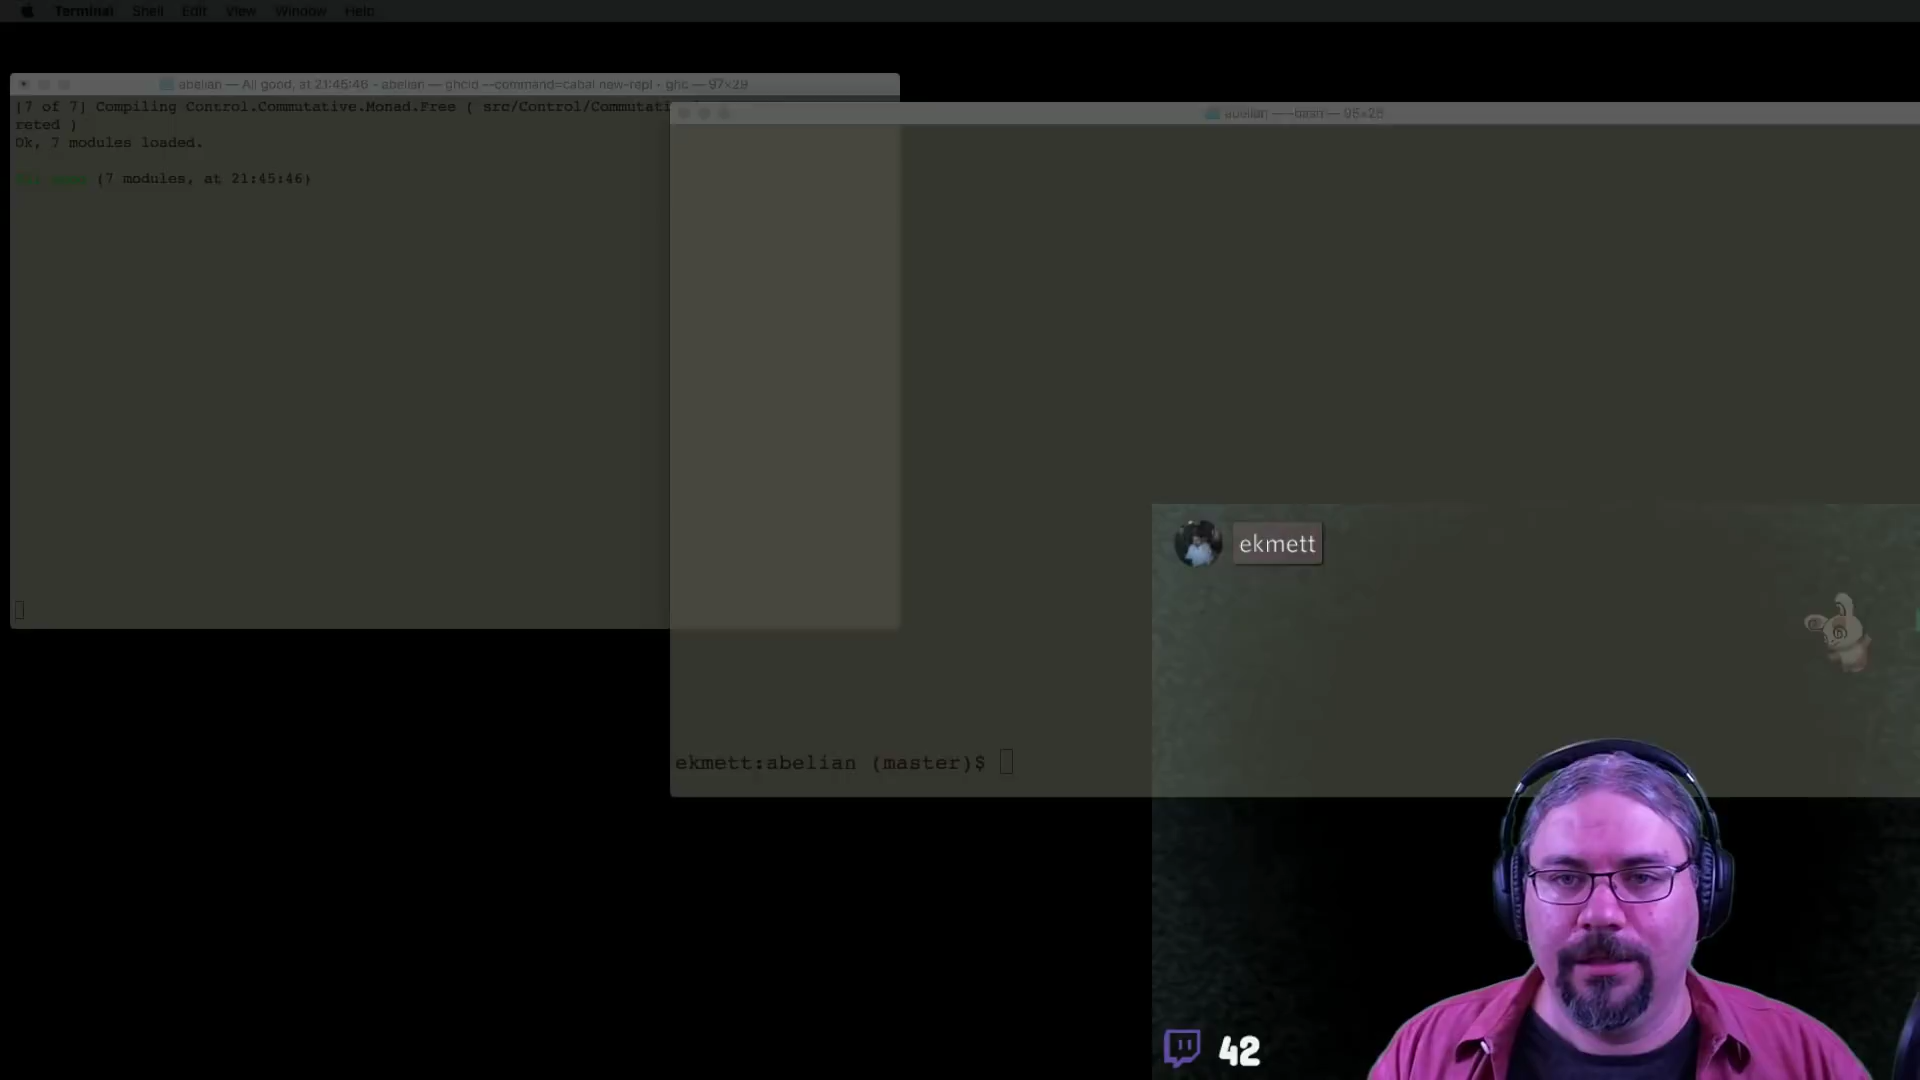 Terminal Shell Edit View Window Help
abelian — All good, at 21:45:46 - abelian — ghcid --command=cabal new-repl - ghc — 97×29
[7 of 7] Compiling Control.Commutative.Monad.Free ( src/Control/Commutati
reted )
Ok, 7 modules loaded.
(7 modules, at 21:45:46)
abelian — -bash —
ekmett
ekmett:abelian (master)$
42